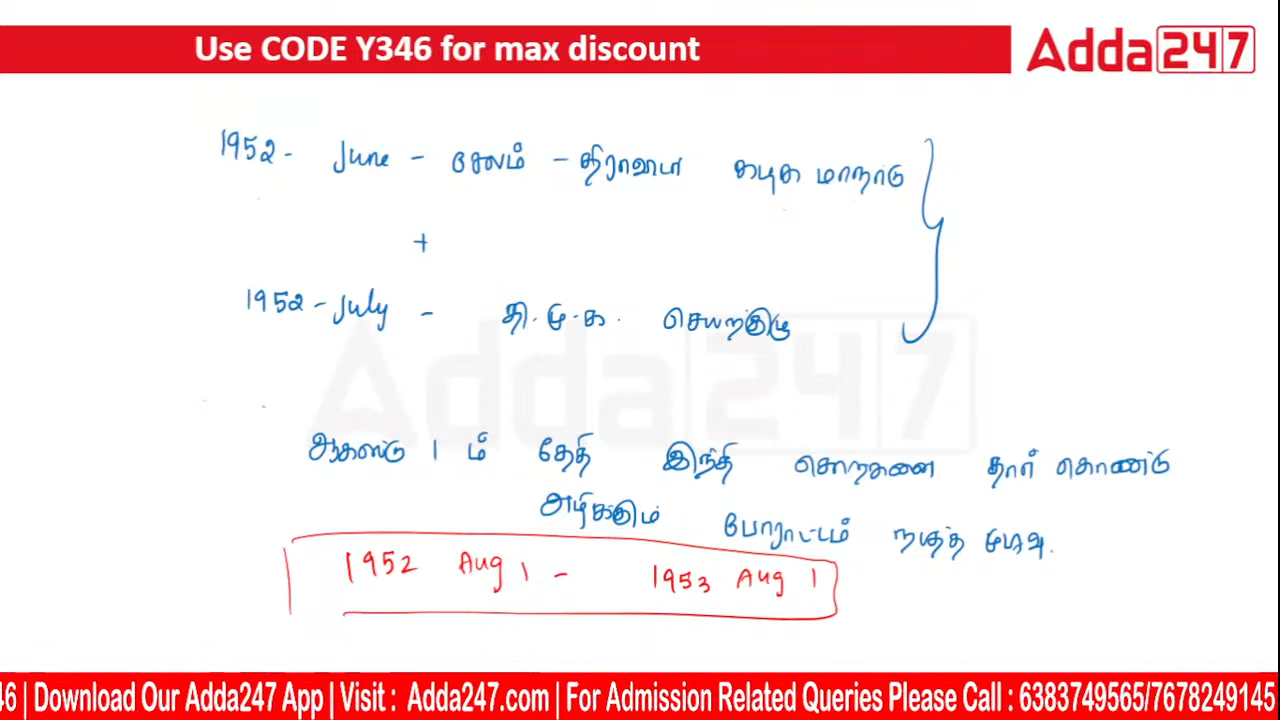 Use CODE Y346 for max discount
Adda247
1952 - June - சேலம் - திராவிடர் கழக மாநாடு
+
1952 - July - தி.மு.க. செயற்குழு
Adda247
ஆகஸ்டு 1 ம் தேதி இந்தி சொற்களை தார் கொண்டு
அழிக்கும் போராட்டம் நடத்த முடிவு.
1952 Aug 1 - 1953 Aug 1
46 | Download Our Adda247 App | Visit : Adda247.com | For Admission Related Queries Please Call : 6383749565/7678249145